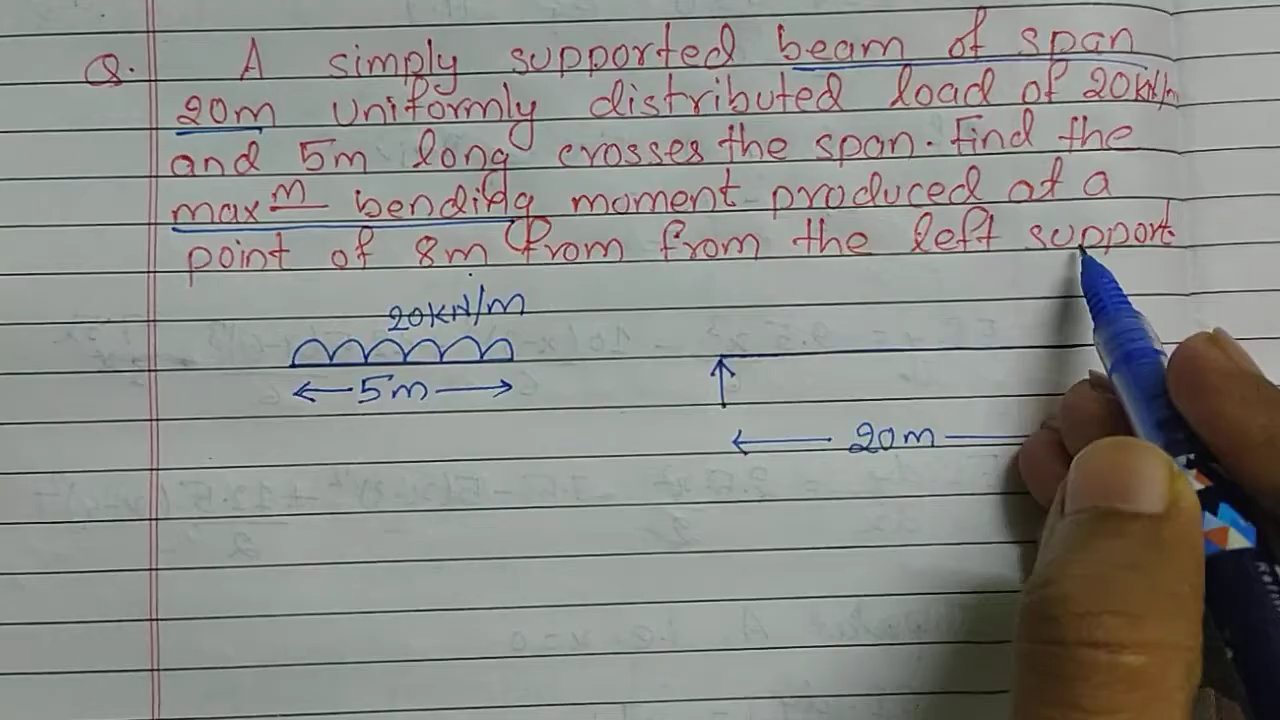 Q. A simply supported beam of span
20m uniformly distributed load of 20kN/m
and 5m long crosses the span. Find the
max m bending moment produced at a
point of 8m from from the left support
20KN/m
5m
20m